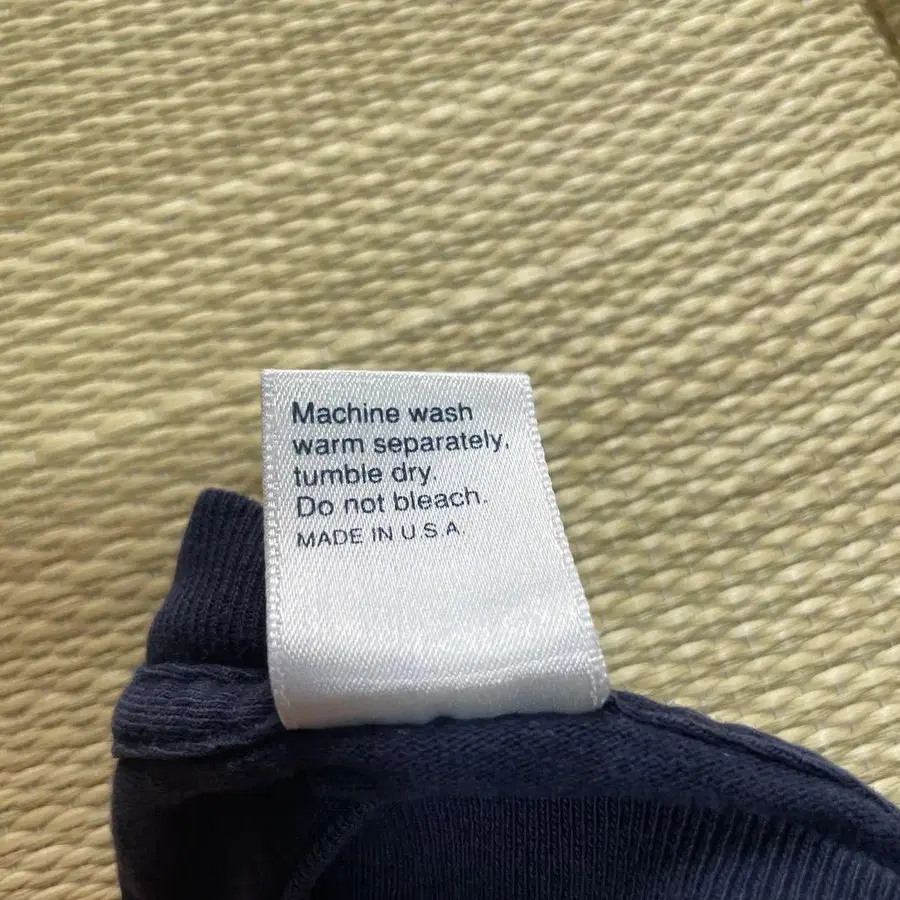 Machine wash
warm separately,
tumble dry.
Do not bleach.
MADE IN U.S.A.